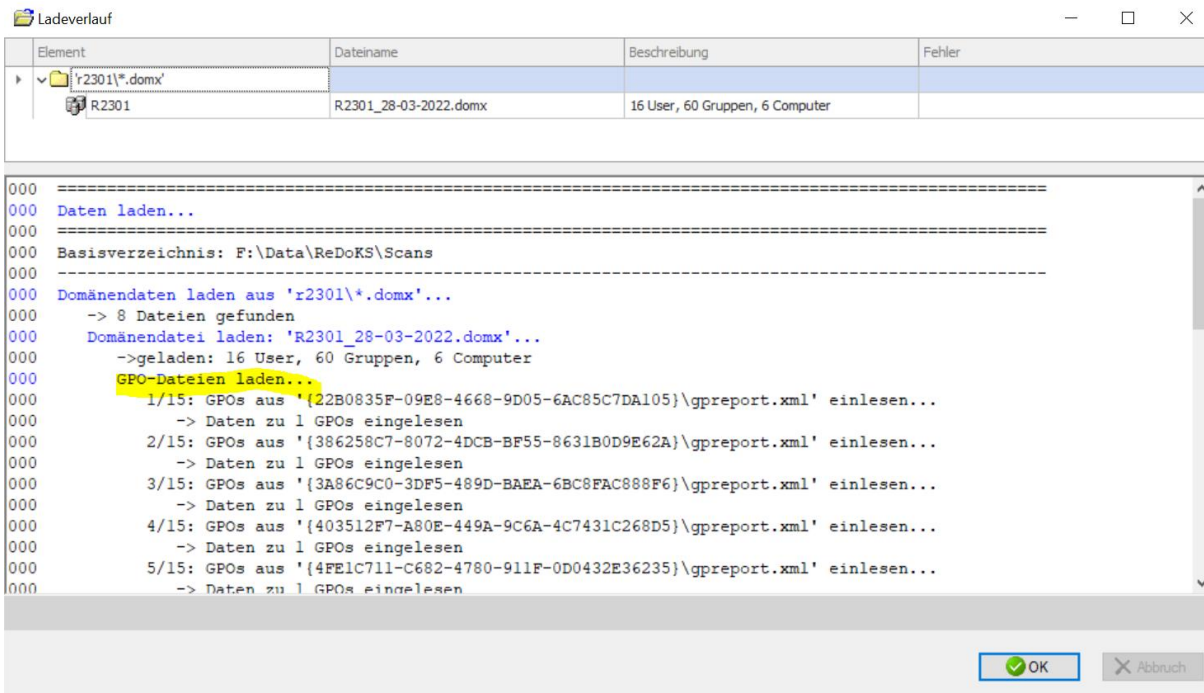 Ladeverlauf
Element Dateiname Beschreibung Fehler
'r2301\*.domx'
R2301 R2301_28-03-2022.domx 16 User, 60 Gruppen, 6 Computer
000 ====================================================================================================
000 Daten laden...
000 ====================================================================================================
000 Basisverzeichnis: F:\Data\ReDoKS\Scans
000 ----------------------------------------------------------------------------------------------------
000 Domänendaten laden aus 'r2301\*.domx'...
000 -> 8 Dateien gefunden
000 Domänendatei laden: 'R2301_28-03-2022.domx'...
000 ->geladen: 16 User, 60 Gruppen, 6 Computer
000 GPO-Dateien laden...
000 1/15: GPOs aus '{22B0835F-09E8-4668-9D05-6AC85C7DA105}\gpreport.xml' einlesen...
000 -> Daten zu 1 GPOs eingelesen
000 2/15: GPOs aus '{386258C7-8072-4DCB-BF55-8631B0D9E62A}\gpreport.xml' einlesen...
000 -> Daten zu 1 GPOs eingelesen
000 3/15: GPOs aus '{3A86C9C0-3DF5-489D-BAEA-6BC8FAC888F6}\gpreport.xml' einlesen...
000 -> Daten zu 1 GPOs eingelesen
000 4/15: GPOs aus '{403512F7-A80E-449A-9C6A-4C7431C268D5}\gpreport.xml' einlesen...
000 -> Daten zu 1 GPOs eingelesen
000 5/15: GPOs aus '{4FE1C711-C682-4780-911F-0D0432E36235}\gpreport.xml' einlesen...
000 -> Daten zu 1 GPOs eingelesen
OK Abbruch